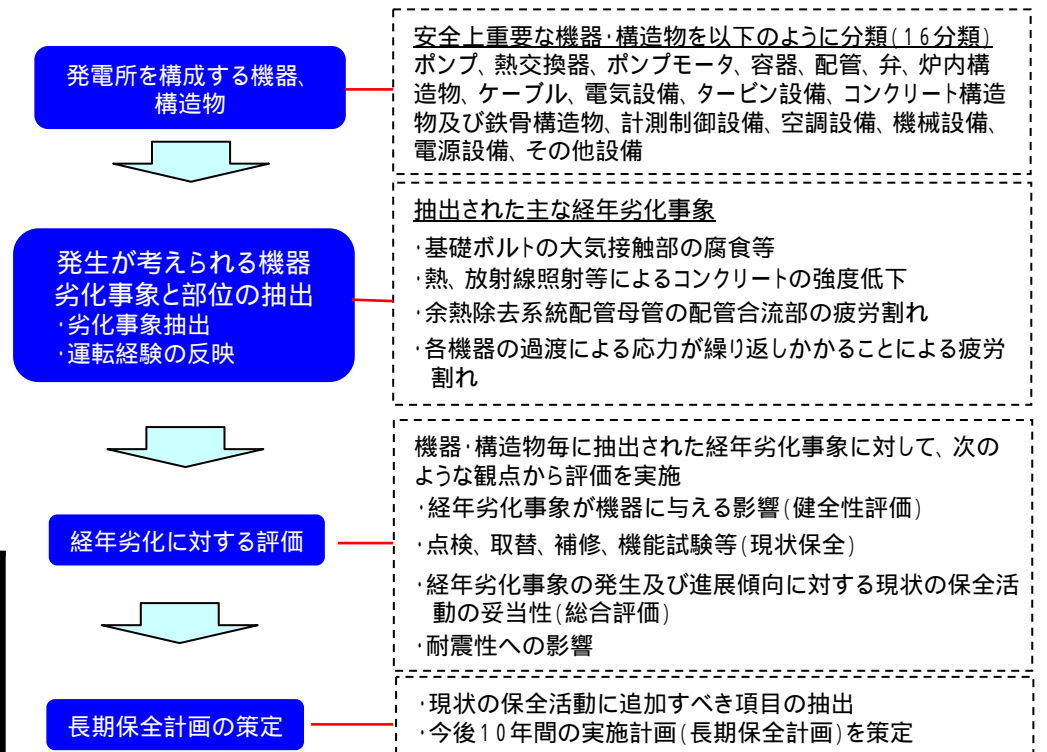 発電所を構成する機器、
構造物
安全上重要な機器･構造物を以下のように分類(16分類)
ポンプ、熱交換器、ポンプモータ、容器、配管、弁、炉内構
造物、ケーブル、電気設備、タービン設備、コンクリート構造
物及び鉄骨構造物、計測制御設備、空調設備、機械設備、
電源設備、その他設備
発生が考えられる機器
劣化事象と部位の抽出
･劣化事象抽出
･運転経験の反映
抽出された主な経年劣化事象
･基礎ボルトの大気接触部の腐食等
･熱、放射線照射等によるコンクリートの強度低下
･余熱除去系統配管母管の配管合流部の疲労割れ
･各機器の過渡による応力が繰り返しかかることによる疲労
割れ
経年劣化に対する評価
機器･構造物毎に抽出された経年劣化事象に対して、次の
ような観点から評価を実施
･経年劣化事象が機器に与える影響(健全性評価)
･点検、取替、補修、機能試験等(現状保全)
･経年劣化事象の発生及び進展傾向に対する現状の保全活
動の妥当性(総合評価)
･耐震性への影響
長期保全計画の策定
･現状の保全活動に追加すべき項目の抽出
･今後10年間の実施計画(長期保全計画)を策定